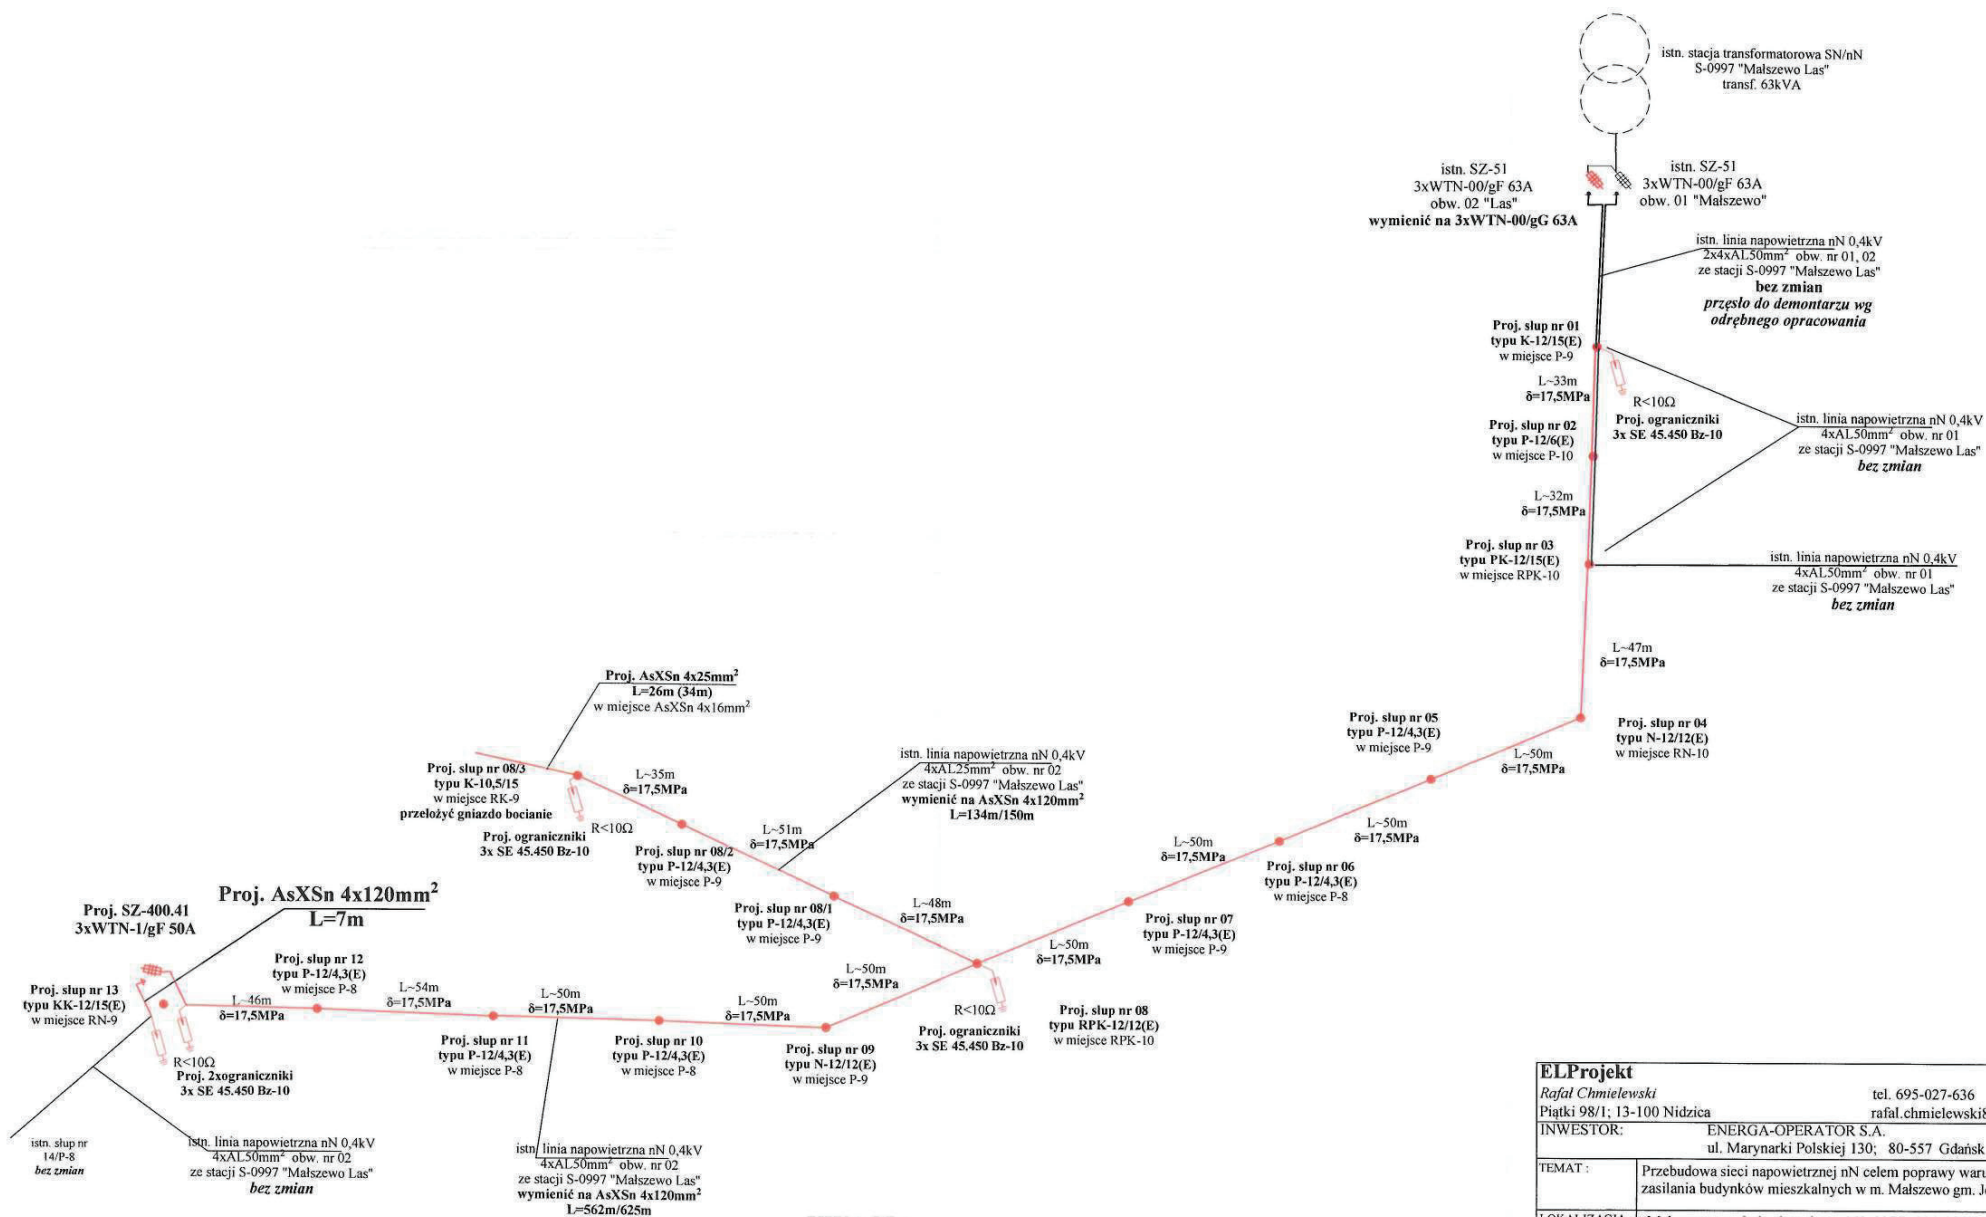 istn. stacja transformatorowa SN/nN
S-0997 "Małszewo Las"
transf. 63kVA
istn. SZ-51
3xWTN-00/gF 63A
obw. 02 "Las"
wymienić na 3xWTN-00/gG 63A
istn. SZ-51
3xWTN-00/gF 63A
obw. 01 "Małszewo"
istn. linia napowietrzna nN 0,4kV
2x4xAL50mm² obw. nr 01, 02
ze stacji S-0997 "Małszewo Las"
bez zmian
przęsło do demontarzu wg
odrębnego opracowania
Proj. słup nr 01
typu K-12/15(E)
w miejsce P-9
L~33m
δ=17,5MPa
R<10Ω
Proj. ograniczniki
3x SE 45.450 Bz-10
istn. linia napowietrzna nN 0,4kV
4xAL50mm² obw. nr 01
ze stacji S-0997 "Małszewo Las"
bez zmian
Proj. słup nr 02
typu P-12/6(E)
w miejsce P-10
L~32m
δ=17,5MPa
Proj. słup nr 03
typu PK-12/15(E)
w miejsce RPK-10
istn. linia napowietrzna nN 0,4kV
4xAL50mm² obw. nr 01
ze stacji S-0997 "Małszewo Las"
bez zmian
L~47m
δ=17,5MPa
Proj. słup nr 04
typu N-12/12(E)
w miejsce RN-10
Proj. słup nr 05
typu P-12/4,3(E)
w miejsce P-9
L~50m
δ=17,5MPa
L~50m
δ=17,5MPa
Proj. słup nr 06
typu P-12/4,3(E)
w miejsce P-8
L~50m
δ=17,5MPa
Proj. słup nr 07
typu P-12/4,3(E)
w miejsce P-9
L~50m
δ=17,5MPa
Proj. AsXSn 4x25mm²
L=26m (34m)
w miejsce AsXSn 4x16mm²
Proj. słup nr 08/3
typu K-10,5/15
w miejsce RK-9
przełożyć gniazdo bocianie
L~35m
δ=17,5MPa
R<10Ω
Proj. ograniczniki
3x SE 45.450 Bz-10
istn. linia napowietrzna nN 0,4kV
4xAL25mm² obw. nr 02
ze stacji S-0997 "Małszewo Las"
wymienić na AsXSn 4x120mm²
L=134m/150m
L~51m
δ=17,5MPa
Proj. słup nr 08/2
typu P-12/4,3(E)
w miejsce P-9
Proj. słup nr 08/1
typu P-12/4,3(E)
w miejsce P-9
L~48m
δ=17,5MPa
L~50m
δ=17,5MPa
R<10Ω
Proj. ograniczniki
3x SE 45.450 Bz-10
Proj. słup nr 08
typu RPK-12/12(E)
w miejsce RPK-10
Proj. AsXSn 4x120mm²
L=7m
Proj. SZ-400.41
3xWTN-1/gF 50A
Proj. słup nr 13
typu KK-12/15(E)
w miejsce RN-9
Proj. słup nr 12
typu P-12/4,3(E)
w miejsce P-8
L~46m
δ=17,5MPa
L~54m
δ=17,5MPa
L~50m
δ=17,5MPa
L~50m
δ=17,5MPa
R<10Ω
Proj. 2xograniczniki
3x SE 45.450 Bz-10
Proj. słup nr 11
typu P-12/4,3(E)
w miejsce P-8
Proj. słup nr 10
typu P-12/4,3(E)
w miejsce P-8
Proj. słup nr 09
typu N-12/12(E)
w miejsce P-9
istn. słup nr
14/P-8
bez zmian
istn. linia napowietrzna nN 0,4kV
4xAL50mm² obw. nr 02
ze stacji S-0997 "Małszewo Las"
bez zmian
istn. linia napowietrzna nN 0,4kV
4xAL50mm² obw. nr 02
ze stacji S-0997 "Małszewo Las"
wymienić na AsXSn 4x120mm²
L=562m/625m
ELProjekt
Rafał Chmielewski tel. 695-027-636
Piątki 98/1; 13-100 Nidzica rafal.chmielewski8
INWESTOR: ENERGA-OPERATOR S.A.
ul. Marynarki Polskiej 130; 80-557 Gdańsk
TEMAT : Przebudowa sieci napowietrznej nN celem poprawy waru
zasilania budynków mieszkalnych w m. Małszewo gm. J